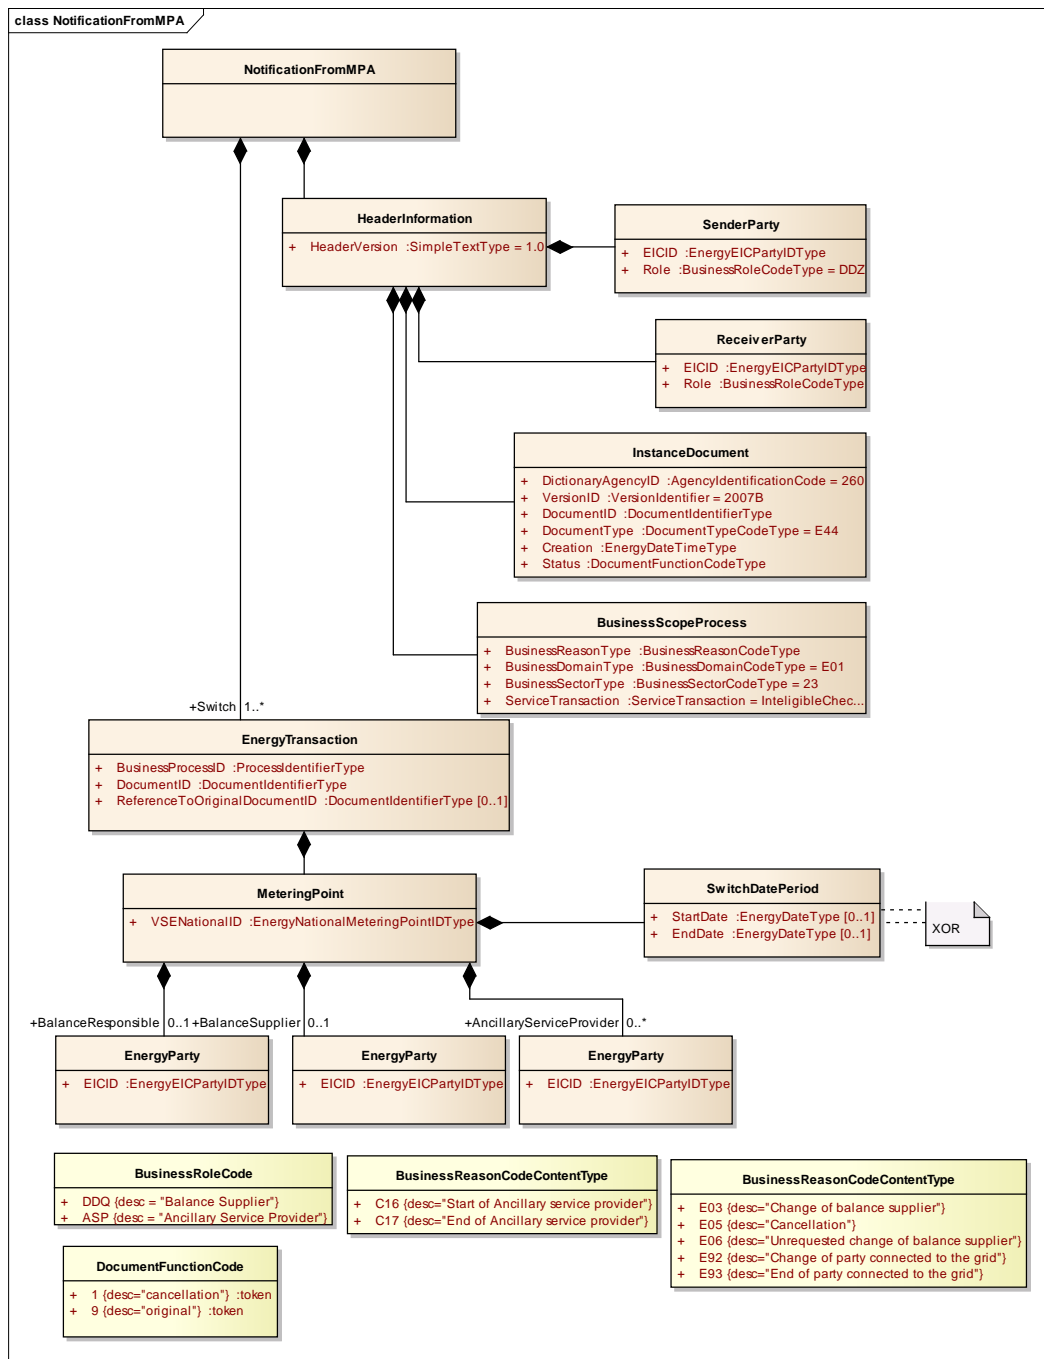 class NotificationFromMPA
NotificationFromMPA
HeaderInformation
+ HeaderVersion :SimpleTextType = 1.0
SenderParty
+ EICID :EnergyEICPartyIDType
+ Role :BusinessRoleCodeType = DDZ
ReceiverParty
+ EICID :EnergyEICPartyIDType
+ Role :BusinessRoleCodeType
InstanceDocument
+ DictionaryAgencyID :AgencyIdentificationCode = 260
+ VersionID :VersionIdentifier = 2007B
+ DocumentID :DocumentIdentifierType
+ DocumentType :DocumentTypeCodeType = E44
+ Creation :EnergyDateTimeType
+ Status :DocumentFunctionCodeType
BusinessScopeProcess
+ BusinessReasonType :BusinessReasonCodeType
+ BusinessDomainType :BusinessDomainCodeType = E01
+ BusinessSectorType :BusinessSectorCodeType = 23
+ ServiceTransaction :ServiceTransaction = InteligibleChec...
+Switch 1..*
EnergyTransaction
+ BusinessProcessID :ProcessIdentifierType
+ DocumentID :DocumentIdentifierType
+ ReferenceToOriginalDocumentID :DocumentIdentifierType [0..1]
MeteringPoint
+ VSENationalID :EnergyNationalMeteringPointIDType
SwitchDatePeriod
+ StartDate :EnergyDateType [0..1]
+ EndDate :EnergyDateType [0..1]
XOR
+BalanceResponsible 0..1
+BalanceSupplier 0..1
+AncillaryServiceProvider 0..*
EnergyParty
+ EICID :EnergyEICPartyIDType
EnergyParty
+ EICID :EnergyEICPartyIDType
EnergyParty
+ EICID :EnergyEICPartyIDType
BusinessRoleCode
+ DDQ {desc = "Balance Supplier"}
+ ASP {desc = "Ancillary Service Provider"}
BusinessReasonCodeContentType
+ C16 {desc="Start of Ancillary service provider"}
+ C17 {desc="End of Ancillary service provider"}
BusinessReasonCodeContentType
+ E03 {desc="Change of balance supplier"}
+ E05 {desc="Cancellation"}
+ E06 {desc="Unrequested change of balance supplier"}
+ E92 {desc="Change of party connected to the grid"}
+ E93 {desc="End of party connected to the grid"}
DocumentFunctionCode
+ 1 {desc="cancellation"} :token
+ 9 {desc="original"} :token